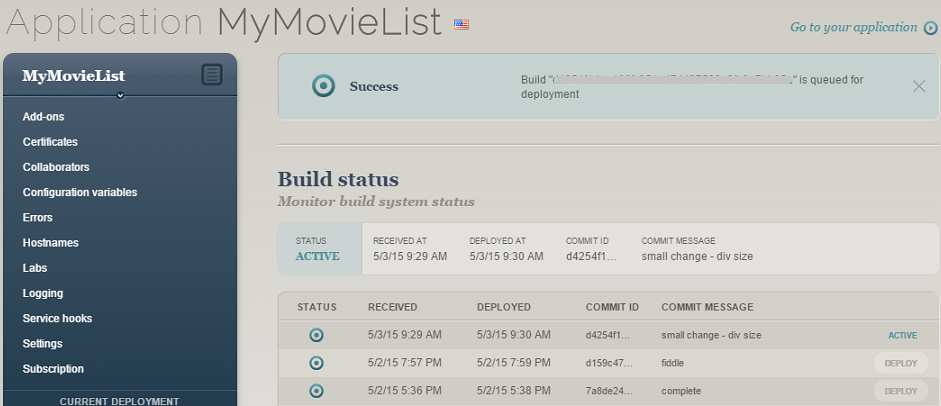 Application MyMovieList
Go to your application
MyMovieList
Add-ons
Certificates
Collaborators
Configuration variables
Errors
Hostnames
Labs
Logging
Service hooks
Settings
Subscription
CURRENT DEPLOYMENT
Success
Build " " is queued for
deployment
Build status
Monitor build system status
STATUS RECEIVED AT DEPLOYED AT COMMIT ID COMMIT MESSAGE
ACTIVE 5/3/15 9:29 AM 5/3/15 9:30 AM d4254f1... small change - div size
STATUS RECEIVED DEPLOYED COMMIT ID COMMIT MESSAGE
5/3/15 9:29 AM 5/3/15 9:30 AM d4254f1... small change - div size ACTIVE
5/2/15 7:57 PM 5/2/15 7:59 PM d159c47... fiddle DEPLOY
5/2/15 5:36 PM 5/2/15 5:38 PM 7a8de24... complete DEPLOY